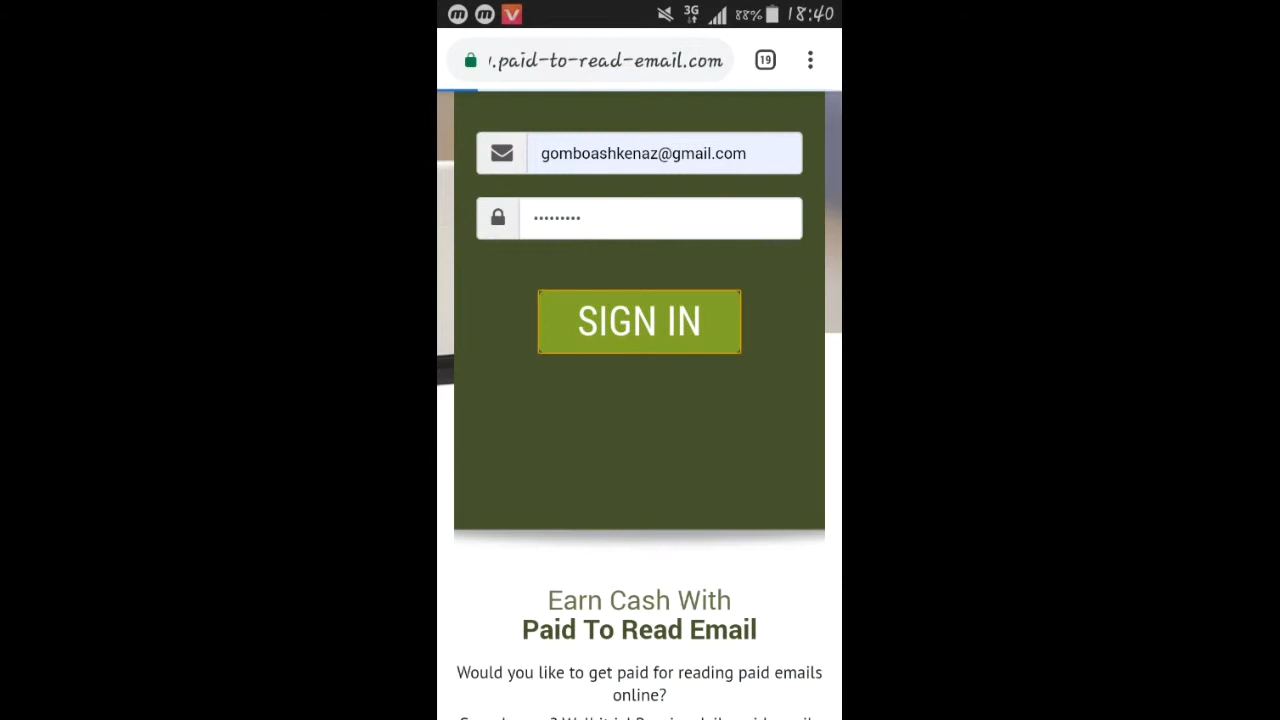 3G 88% 18:40
.paid-to-read-email.com 19
gomboashkenaz@gmail.com
•••••••••
SIGN IN
Earn Cash With
Paid To Read Email
Would you like to get paid for reading paid emails
online?